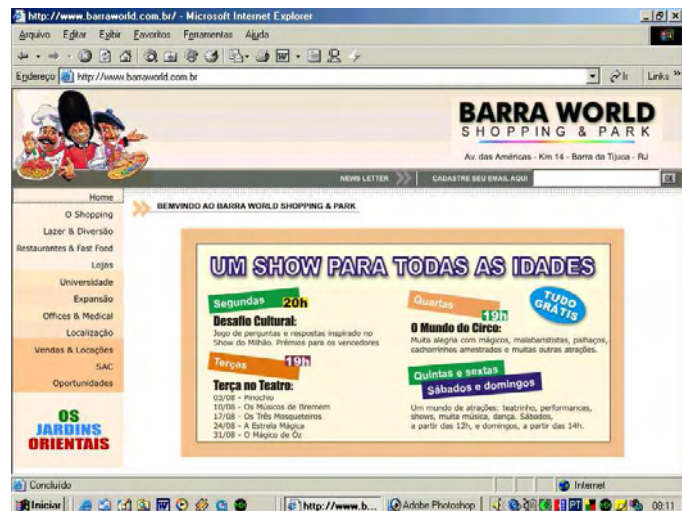 http://www.barraworld.com.br/ - Microsoft Internet Explorer
Arquivo Editar Exibir Favoritos Ferramentas Ajuda
Endereço http://www.barraworld.com.br Ir Links »
BARRA WORLD
SHOPPING & PARK
Av. das Américas - Km 14 - Barra da Tijuca - RJ
NEWS LETTER CADASTRE SEU EMAIL AQUI OK
Home
O Shopping
Lazer & Diversão
Restaurantes & Fast Food
Lojas
Universidade
Expansão
Offices & Medical
Localização
Vendas & Locações
SAC
Oportunidades
OS
JARDINS
ORIENTAIS
BEMVINDO AO BARRA WORLD SHOPPING & PARK
UM SHOW PARA TODAS AS IDADES
Segundas 20h
Desafio Cultural:
Jogo de perguntas e respostas inspirado no
Show do Milhão. Prêmios para os vencedores
Terças 19h
Terça no Teatro:
03/08 - Pinochio
10/08 - Os Músicos de Bremem
17/08 - Os Três Mosqueteiros
24/08 - A Estrela Mágica
31/08 - O Mágico de Oz
Quartas 19h
TUDO
GRÁTIS
O Mundo do Circo:
Muita alegria com mágicos, malabarististas, palhaços,
cachorrinhos amestrados e muitas outras atrações.
Quintas e sextas
Sábados e domingos
Um mundo de atrações: teatrinho, performances,
shows, muita música, dança. Sábados,
a partir das 12h, e domingos, a partir das 14h.
Concluído Internet
Iniciar http://www.b... Adobe Photoshop PT 00:11